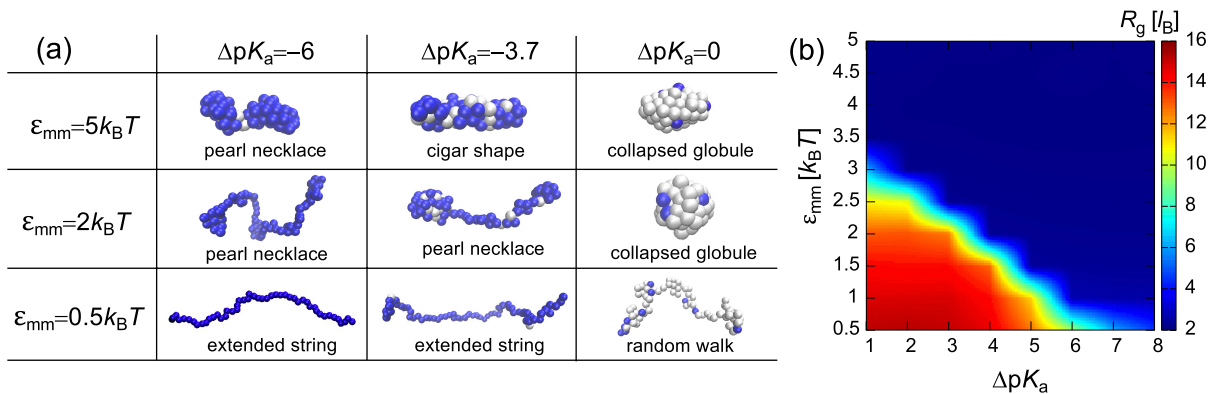 (a)
ΔpKa=−6 ΔpKa=−3.7 ΔpKa=0
εmm=5kBT
pearl necklace cigar shape collapsed globule
εmm=2kBT
pearl necklace pearl necklace collapsed globule
εmm=0.5kBT
extended string extended string random walk
(b)
Rg [lB]
5
4.5
4
3.5
3
2.5
2
1.5
1
0.5
εmm [kBT]
1 2 3 4 5 6 7 8
ΔpKa
16
14
12
10
8
6
4
2